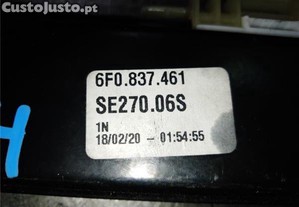 CustoJusto.pt
6F0.837.461
SE270.06S
1N
18/02/20 - 01:54:55
H